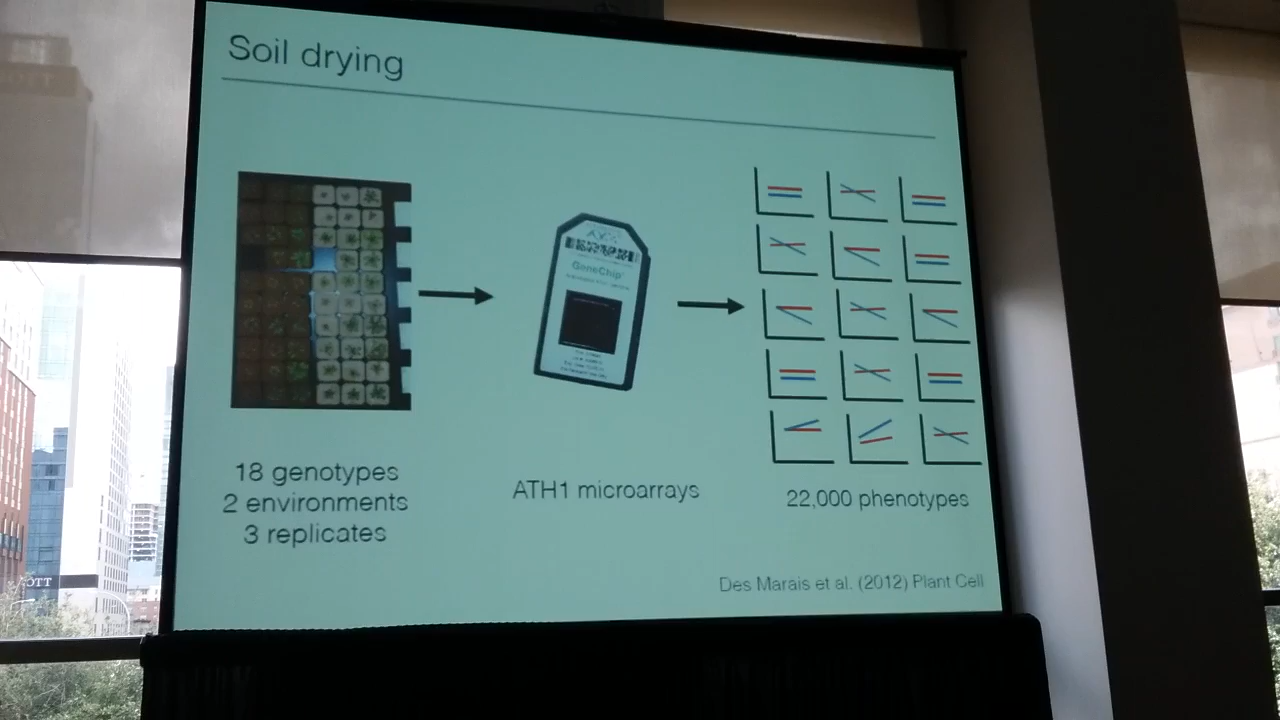 Soil drying
GeneChip
18 genotypes
2 environments
3 replicates
ATH1 microarrays
22,000 phenotypes
Des Marais et al. (2012) Plant Cell
OTT